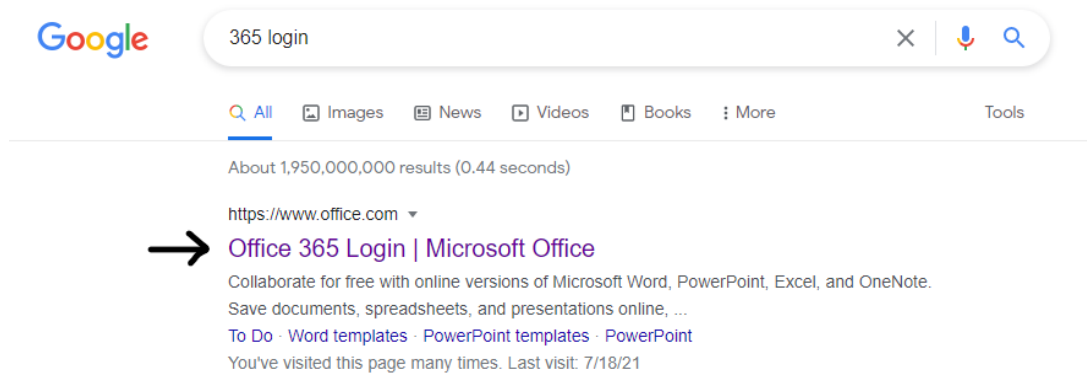 Google
365 login
All Images News Videos Books More Tools
About 1,950,000,000 results (0.44 seconds)
https://www.office.com
Office 365 Login | Microsoft Office
Collaborate for free with online versions of Microsoft Word, PowerPoint, Excel, and OneNote.
Save documents, spreadsheets, and presentations online, ...
To Do · Word templates · PowerPoint templates · PowerPoint
You've visited this page many times. Last visit: 7/18/21